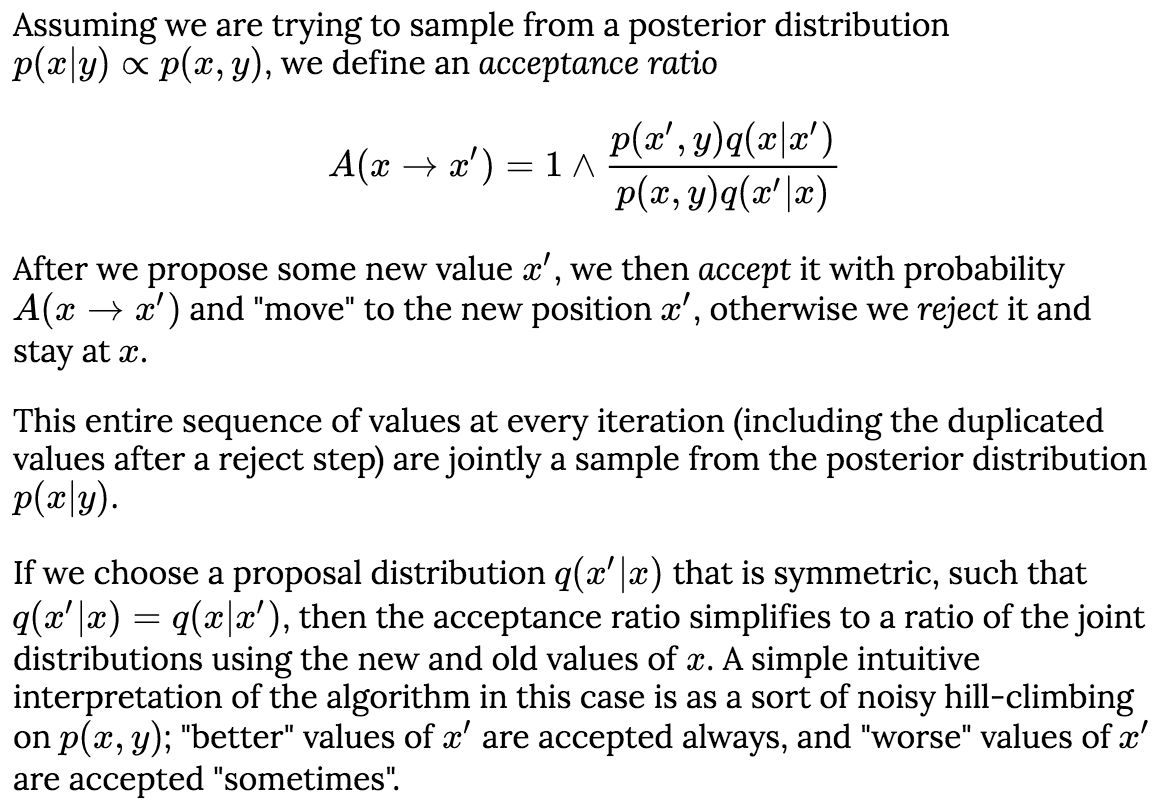 Assuming we are trying to sample from a posterior distribution
p(x|y) ∝ p(x, y), we define an acceptance ratio
A(x → x′) = 1 ∧ p(x′, y)q(x|x′) / p(x, y)q(x′|x)
After we propose some new value x′, we then accept it with probability
A(x → x′) and "move" to the new position x′, otherwise we reject it and
stay at x.
This entire sequence of values at every iteration (including the duplicated
values after a reject step) are jointly a sample from the posterior distribution
p(x|y).
If we choose a proposal distribution q(x′|x) that is symmetric, such that
q(x′|x) = q(x|x′), then the acceptance ratio simplifies to a ratio of the joint
distributions using the new and old values of x. A simple intuitive
interpretation of the algorithm in this case is as a sort of noisy hill-climbing
on p(x, y); "better" values of x′ are accepted always, and "worse" values of x′
are accepted "sometimes".